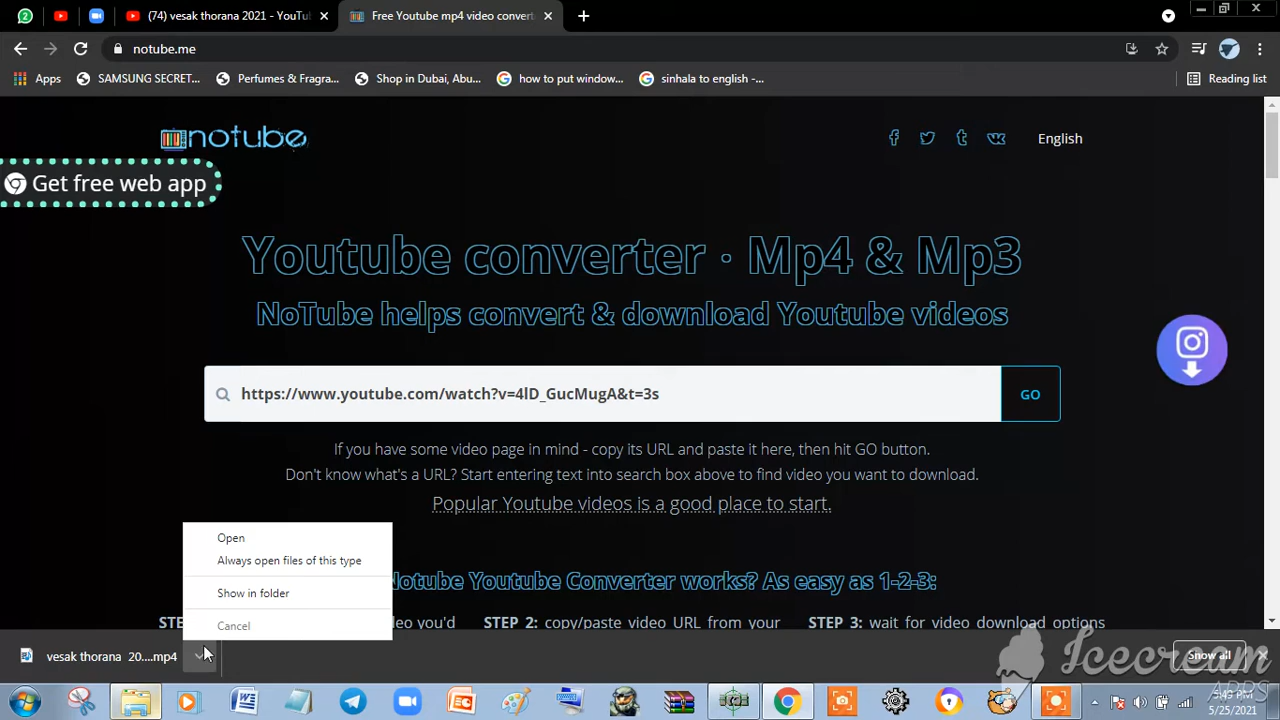 2
(74) vesak thorana 2021 - YouTu
Free Youtube mp4 video convert
notube.me
Apps
SAMSUNG SECRET...
Perfumes & Fragra...
Shop in Dubai, Abu...
how to put window...
sinhala to english -...
Reading list
notube
English
Get free web app
Youtube converter · Mp4 & Mp3
NoTube helps convert & download Youtube videos
https://www.youtube.com/watch?v=4lD_GucMugA&t=3s
GO
If you have some video page in mind - copy its URL and paste it here, then hit GO button.
Don't know what's a URL? Start entering text into search box above to find video you want to download.
Popular Youtube videos is a good place to start.
Open
Always open files of this type
Show in folder
Cancel
Notube Youtube Converter works? As easy as 1-2-3:
STEP
eo you'd
STEP 2: copy/paste video URL from your
STEP 3: wait for video download options
vesak thorana 20....mp4
Show all
Icecream
APPS
5/25/2021